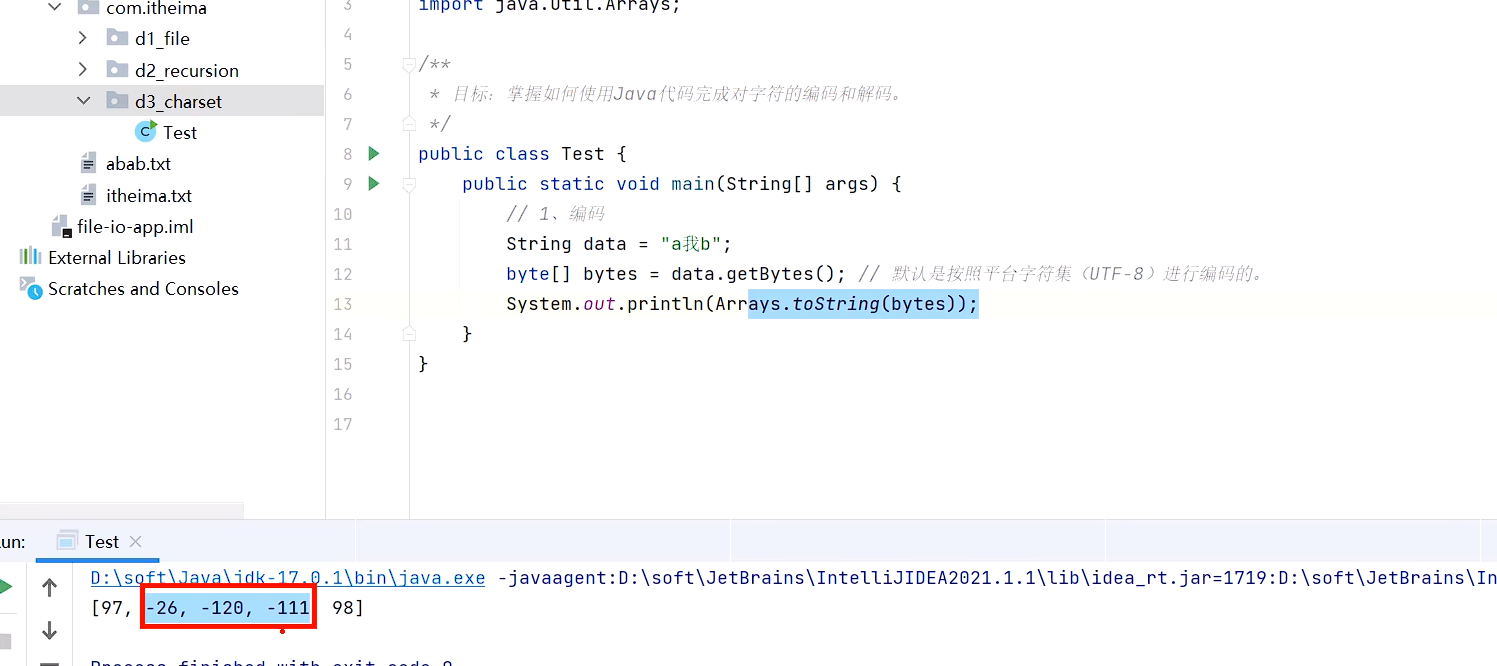 com.itheima
d1_file
d2_recursion
d3_charset
Test
abab.txt
itheima.txt
file-io-app.iml
External Libraries
Scratches and Consoles
3 import java.util.Arrays;
4
5 /**
6 * 目标：掌握如何使用Java代码完成对字符的编码和解码。
7 */
8 public class Test {
9 public static void main(String[] args) {
10 // 1、编码
11 String data = "a我b";
12 byte[] bytes = data.getBytes(); // 默认是按照平台字符集（UTF-8）进行编码的。
13 System.out.println(Arrays.toString(bytes));
14 }
15 }
16
17
un: Test
D:\soft\Java\jdk-17.0.1\bin\java.exe -javaagent:D:\soft\JetBrains\IntelliJIDEA2021.1.1\lib\idea_rt.jar=1719:D:\soft\JetBrains\In
[97, -26, -120, -111, 98]
Process finished with exit code 0